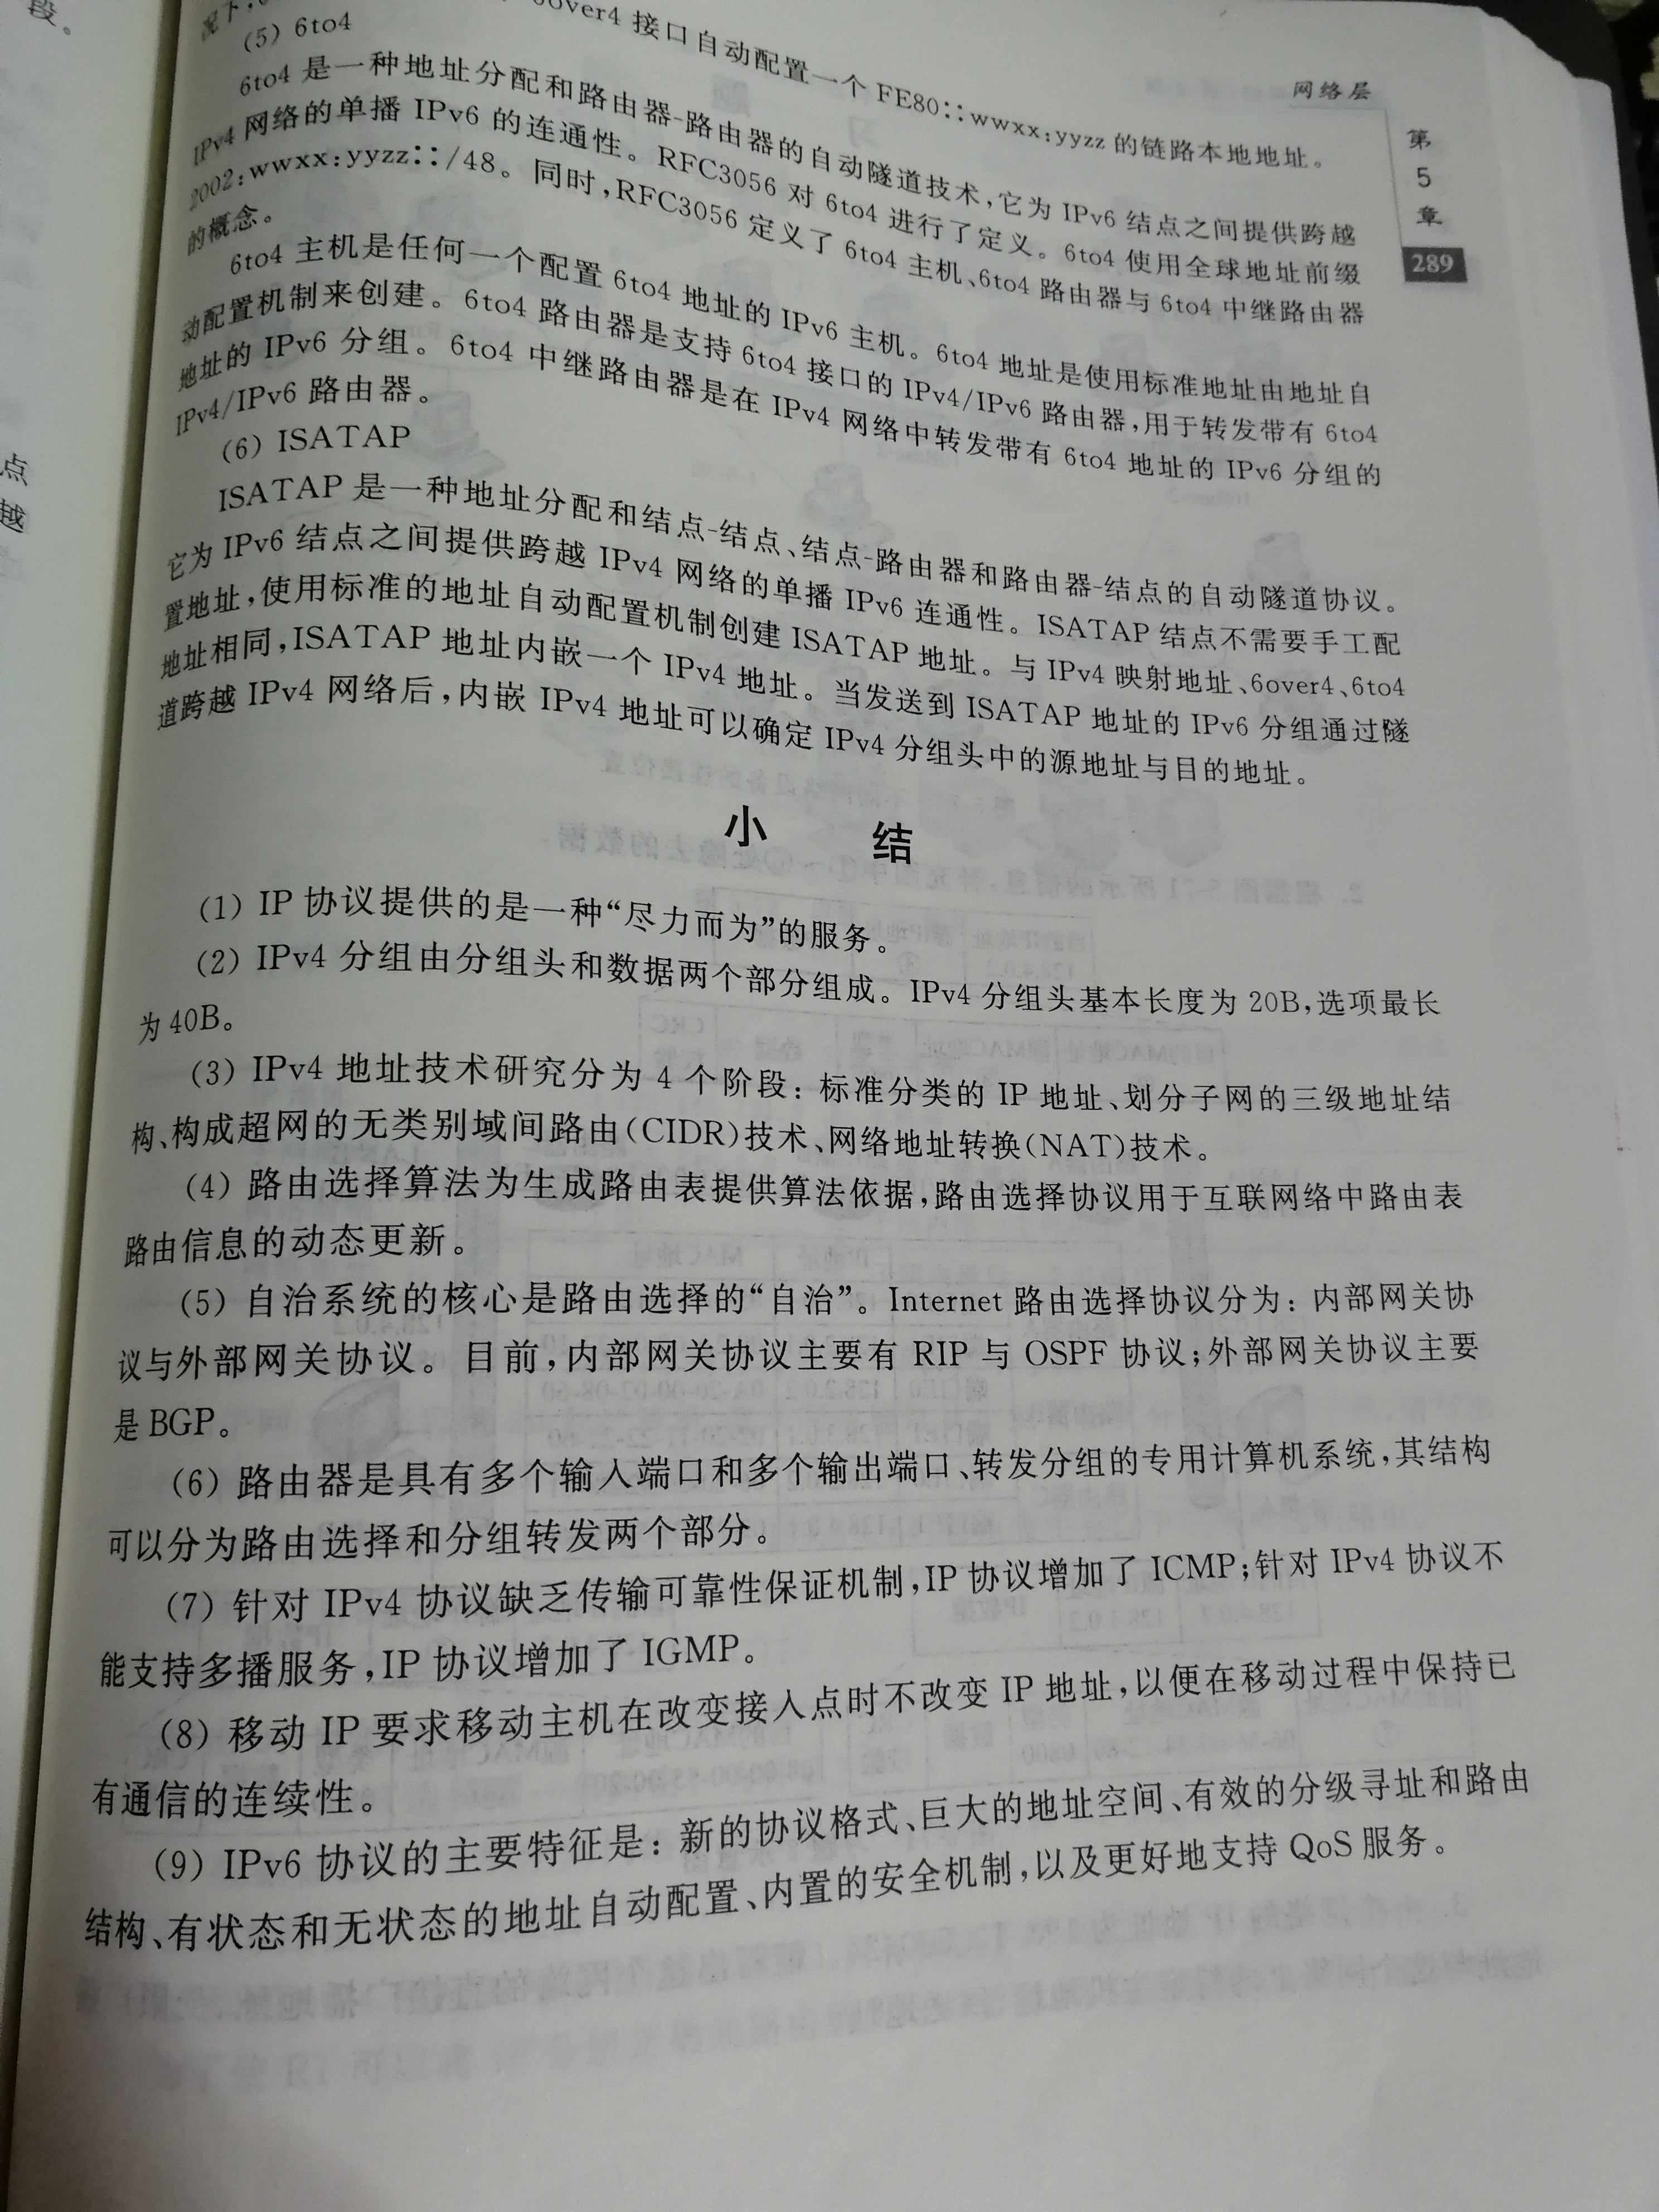 网络层
第
5
章
289
6over4 接口自动配置一个 FE80::wwxx:yyzz 的链路本地地址。
(5) 6to4
6to4 是一种地址分配和路由器-路由器的自动隧道技术,它为 IPv6 结点之间提供跨越
IPv4 网络的单播 IPv6 的连通性。RFC3056 对 6to4 进行了定义。6to4 使用全球地址前缀
2002:wwxx:yyzz::/48。同时,RFC3056 定义了 6to4 主机、6to4 路由器与 6to4 中继路由器
的概念。
6to4 主机是任何一个配置 6to4 地址的 IPv6 主机。6to4 地址是使用标准地址由地址自
动配置机制来创建。6to4 路由器是支持 6to4 接口的 IPv4/IPv6 路由器,用于转发带有 6to4
地址的 IPv6 分组。6to4 中继路由器是在 IPv4 网络中转发带有 6to4 地址的 IPv6 分组的
IPv4/IPv6 路由器。
(6) ISATAP
ISATAP 是一种地址分配和结点-结点、结点-路由器和路由器-结点的自动隧道协议。
它为 IPv6 结点之间提供跨越 IPv4 网络的单播 IPv6 连通性。ISATAP 结点不需要手工配
置地址,使用标准的地址自动配置机制创建 ISATAP 地址。与 IPv4 映射地址、6over4、6to4
地址相同,ISATAP 地址内嵌一个 IPv4 地址。当发送到 ISATAP 地址的 IPv6 分组通过隧
道跨越 IPv4 网络后,内嵌 IPv4 地址可以确定 IPv4 分组头中的源地址与目的地址。
小 结
(1) IP 协议提供的是一种“尽力而为”的服务。
(2) IPv4 分组由分组头和数据两个部分组成。IPv4 分组头基本长度为 20B,选项最长
为 40B。
(3) IPv4 地址技术研究分为 4 个阶段: 标准分类的 IP 地址、划分子网的三级地址结
构、构成超网的无类别域间路由(CIDR)技术、网络地址转换(NAT)技术。
(4) 路由选择算法为生成路由表提供算法依据,路由选择协议用于互联网络中路由表
路由信息的动态更新。
(5) 自治系统的核心是路由选择的“自治”。Internet 路由选择协议分为: 内部网关协
议与外部网关协议。目前,内部网关协议主要有 RIP 与 OSPF 协议;外部网关协议主要
是 BGP。
(6) 路由器是具有多个输入端口和多个输出端口、转发分组的专用计算机系统,其结构
可以分为路由选择和分组转发两个部分。
(7) 针对 IPv4 协议缺乏传输可靠性保证机制,IP 协议增加了 ICMP;针对 IPv4 协议不
能支持多播服务,IP 协议增加了 IGMP。
(8) 移动 IP 要求移动主机在改变接入点时不改变 IP 地址,以便在移动过程中保持已
有通信的连续性。
(9) IPv6 协议的主要特征是: 新的协议格式、巨大的地址空间、有效的分级寻址和路由
结构、有状态和无状态的地址自动配置、内置的安全机制,以及更好地支持 QoS 服务。
段。
点
越